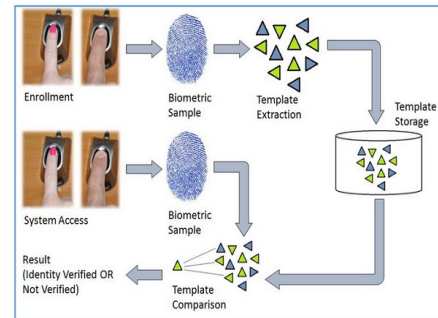 Enrollment
Biometric
Sample
Template
Extraction
Template
Storage
System Access
Biometric
Sample
Result
(Identity Verified OR
Not Verified)
Template
Comparison